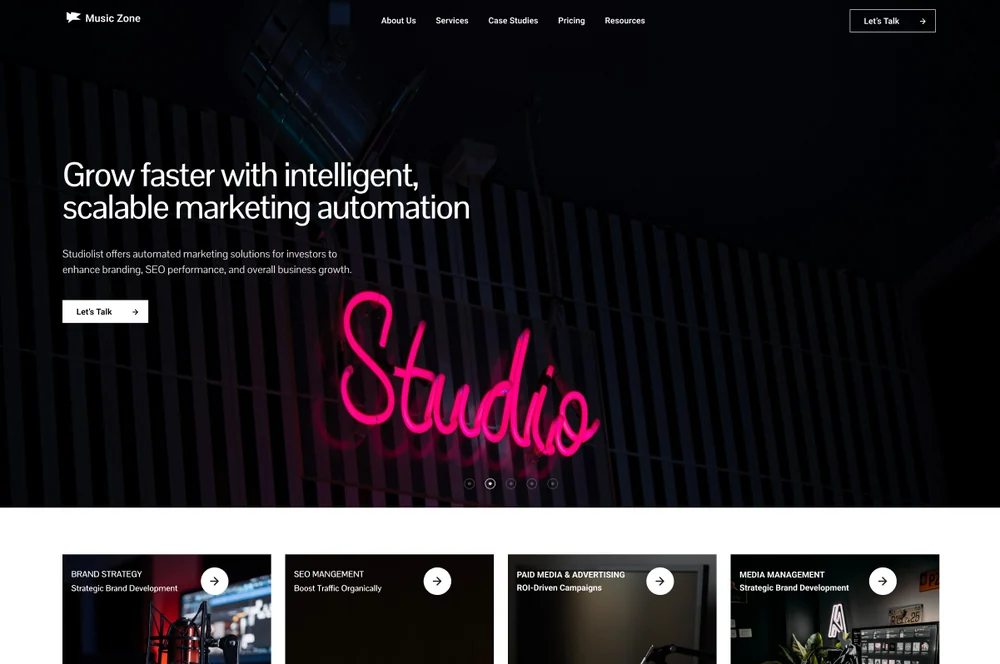 Music Zone
About Us Services Case Studies Pricing Resources
Let's Talk
Grow faster with intelligent,
scalable marketing automation
Studiolist offers automated marketing solutions for investors to
enhance branding, SEO performance, and overall business growth.
Let's Talk
Studio
BRAND STRATEGY
Strategic Brand Development
SEO MANGEMENT
Boost Traffic Organically
PAID MEDIA & ADVERTISING
ROI-Driven Campaigns
MEDIA MANAGEMENT
Strategic Brand Development